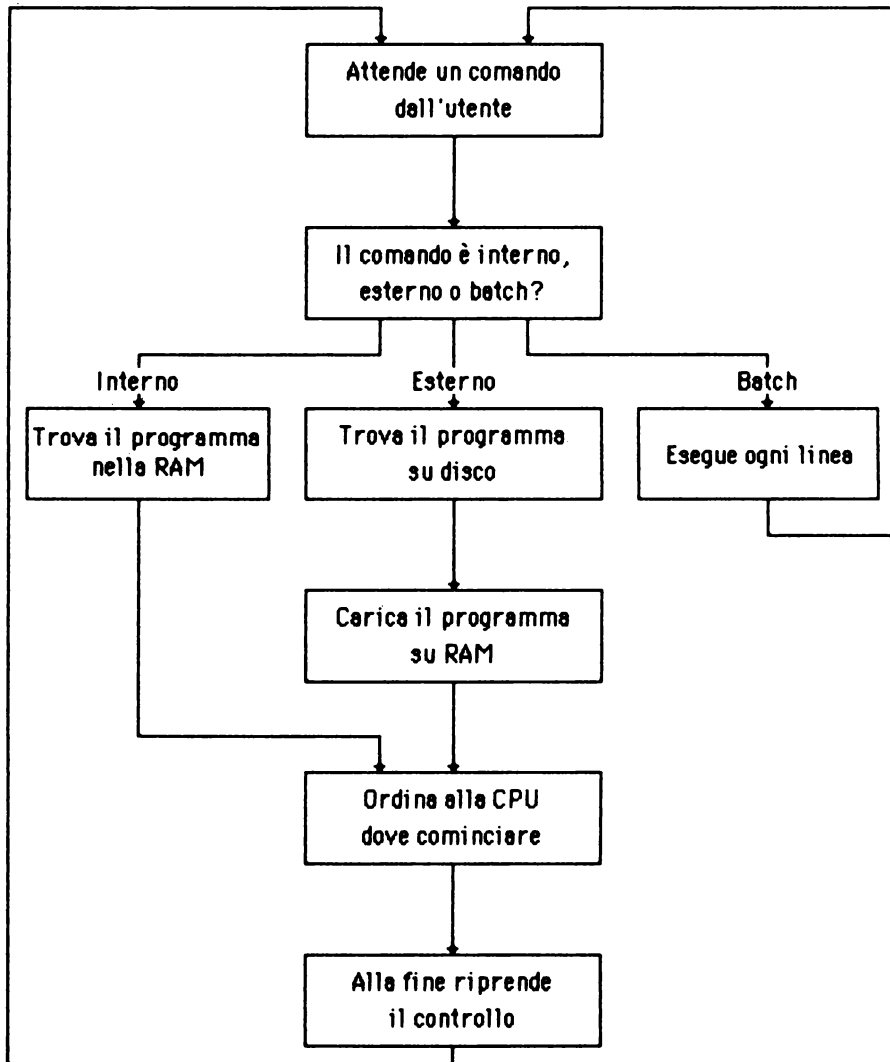 Attende un comando
dall'utente
Il comando è interno,
esterno o batch?
Interno
Esterno
Batch
Trova il programma
nella RAM
Trova il programma
su disco
Esegue ogni linea
Carica il programma
su RAM
Ordina alla CPU
dove cominciare
Alla fine riprende
il controllo